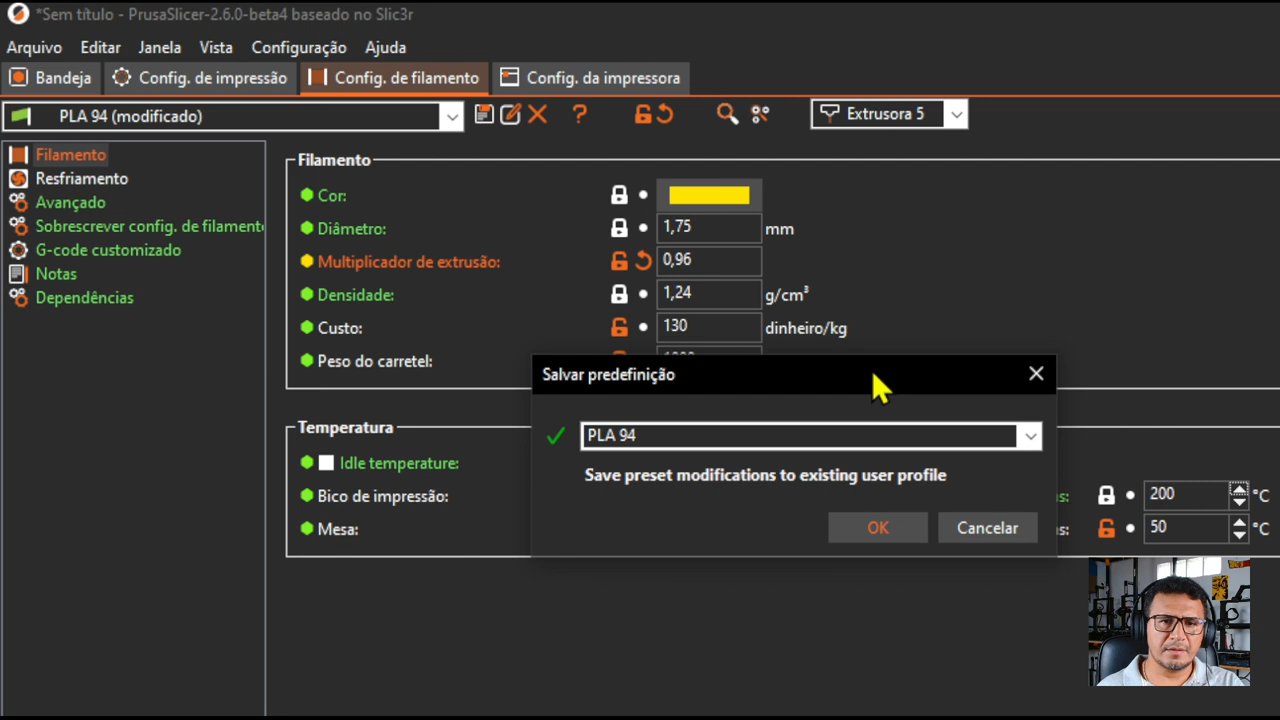 *Sem título - PrusaSlicer-2.6.0-beta4 baseado no Slic3r
Arquivo Editar Janela Vista Configuração Ajuda
Bandeja Config. de impressão Config. de filamento Config. da impressora
PLA 94 (modificado) ? Extrusora 5
Filamento
Resfriamento
Avançado
Sobrescrever config. de filament
G-code customizado
Notas
Dependências
Filamento
Cor:
Diâmetro: 1,75 mm
Multiplicador de extrusão: 0,96
Densidade: 1,24 g/cm³
Custo: 130 dinheiro/kg
Peso do carretel:
Temperatura
Idle temperature:
Bico de impressão: s: 200 °C
Mesa: s: 50 °C
Salvar predefinição
PLA 94
Save preset modifications to existing user profile
OK Cancelar